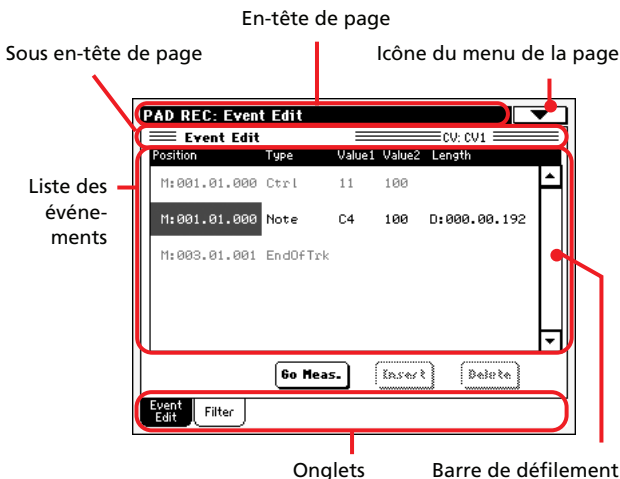 En-tête de page
Sous en-tête de page
Icône du menu de la page
PAD REC: Event Edit
Event Edit
CV: CV1
Position Type Value1 Value2 Length
M:001.01.000 Ctrl 11 100
M:001.01.000 Note C4 100 D:000.00.192
M:003.01.001 EndOfTrk
Liste des
événe-
ments
Go Meas. Insert Delete
Event
Edit
Filter
Onglets
Barre de défilement